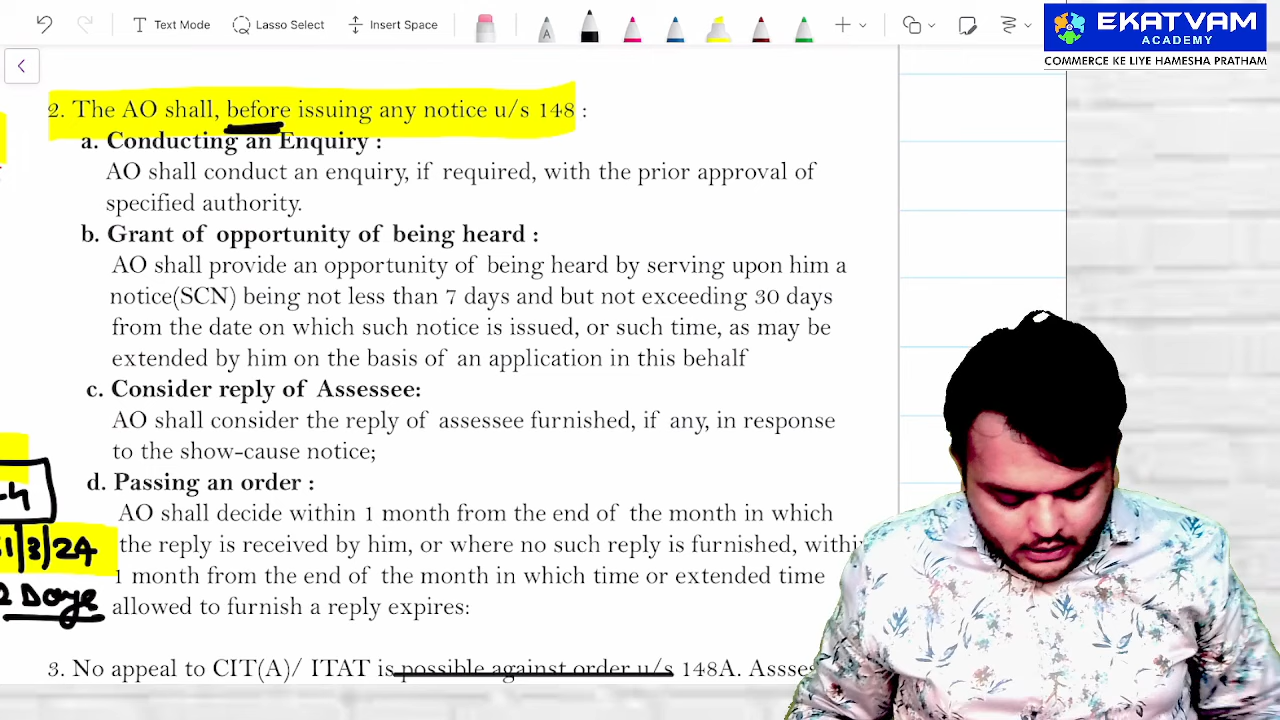 Text Mode Lasso Select Insert Space
A
EKATVAM
ACADEMY
COMMERCE KE LIYE HAMESHA PRATHAM
2. The AO shall, before issuing any notice u/s 148 :
a. Conducting an Enquiry :
AO shall conduct an enquiry, if required, with the prior approval of
specified authority.
b. Grant of opportunity of being heard :
AO shall provide an opportunity of being heard by serving upon him a
notice(SCN) being not less than 7 days and but not exceeding 30 days
from the date on which such notice is issued, or such time, as may be
extended by him on the basis of an application in this behalf
c. Consider reply of Assessee:
AO shall consider the reply of assessee furnished, if any, in response
to the show-cause notice;
d. Passing an order :
AO shall decide within 1 month from the end of the month in which
the reply is received by him, or where no such reply is furnished, withi
1 month from the end of the month in which time or extended time
allowed to furnish a reply expires:
1|3|24
2 Days
3. No appeal to CIT(A)/ ITAT is possible against order u/s 148A. Assse